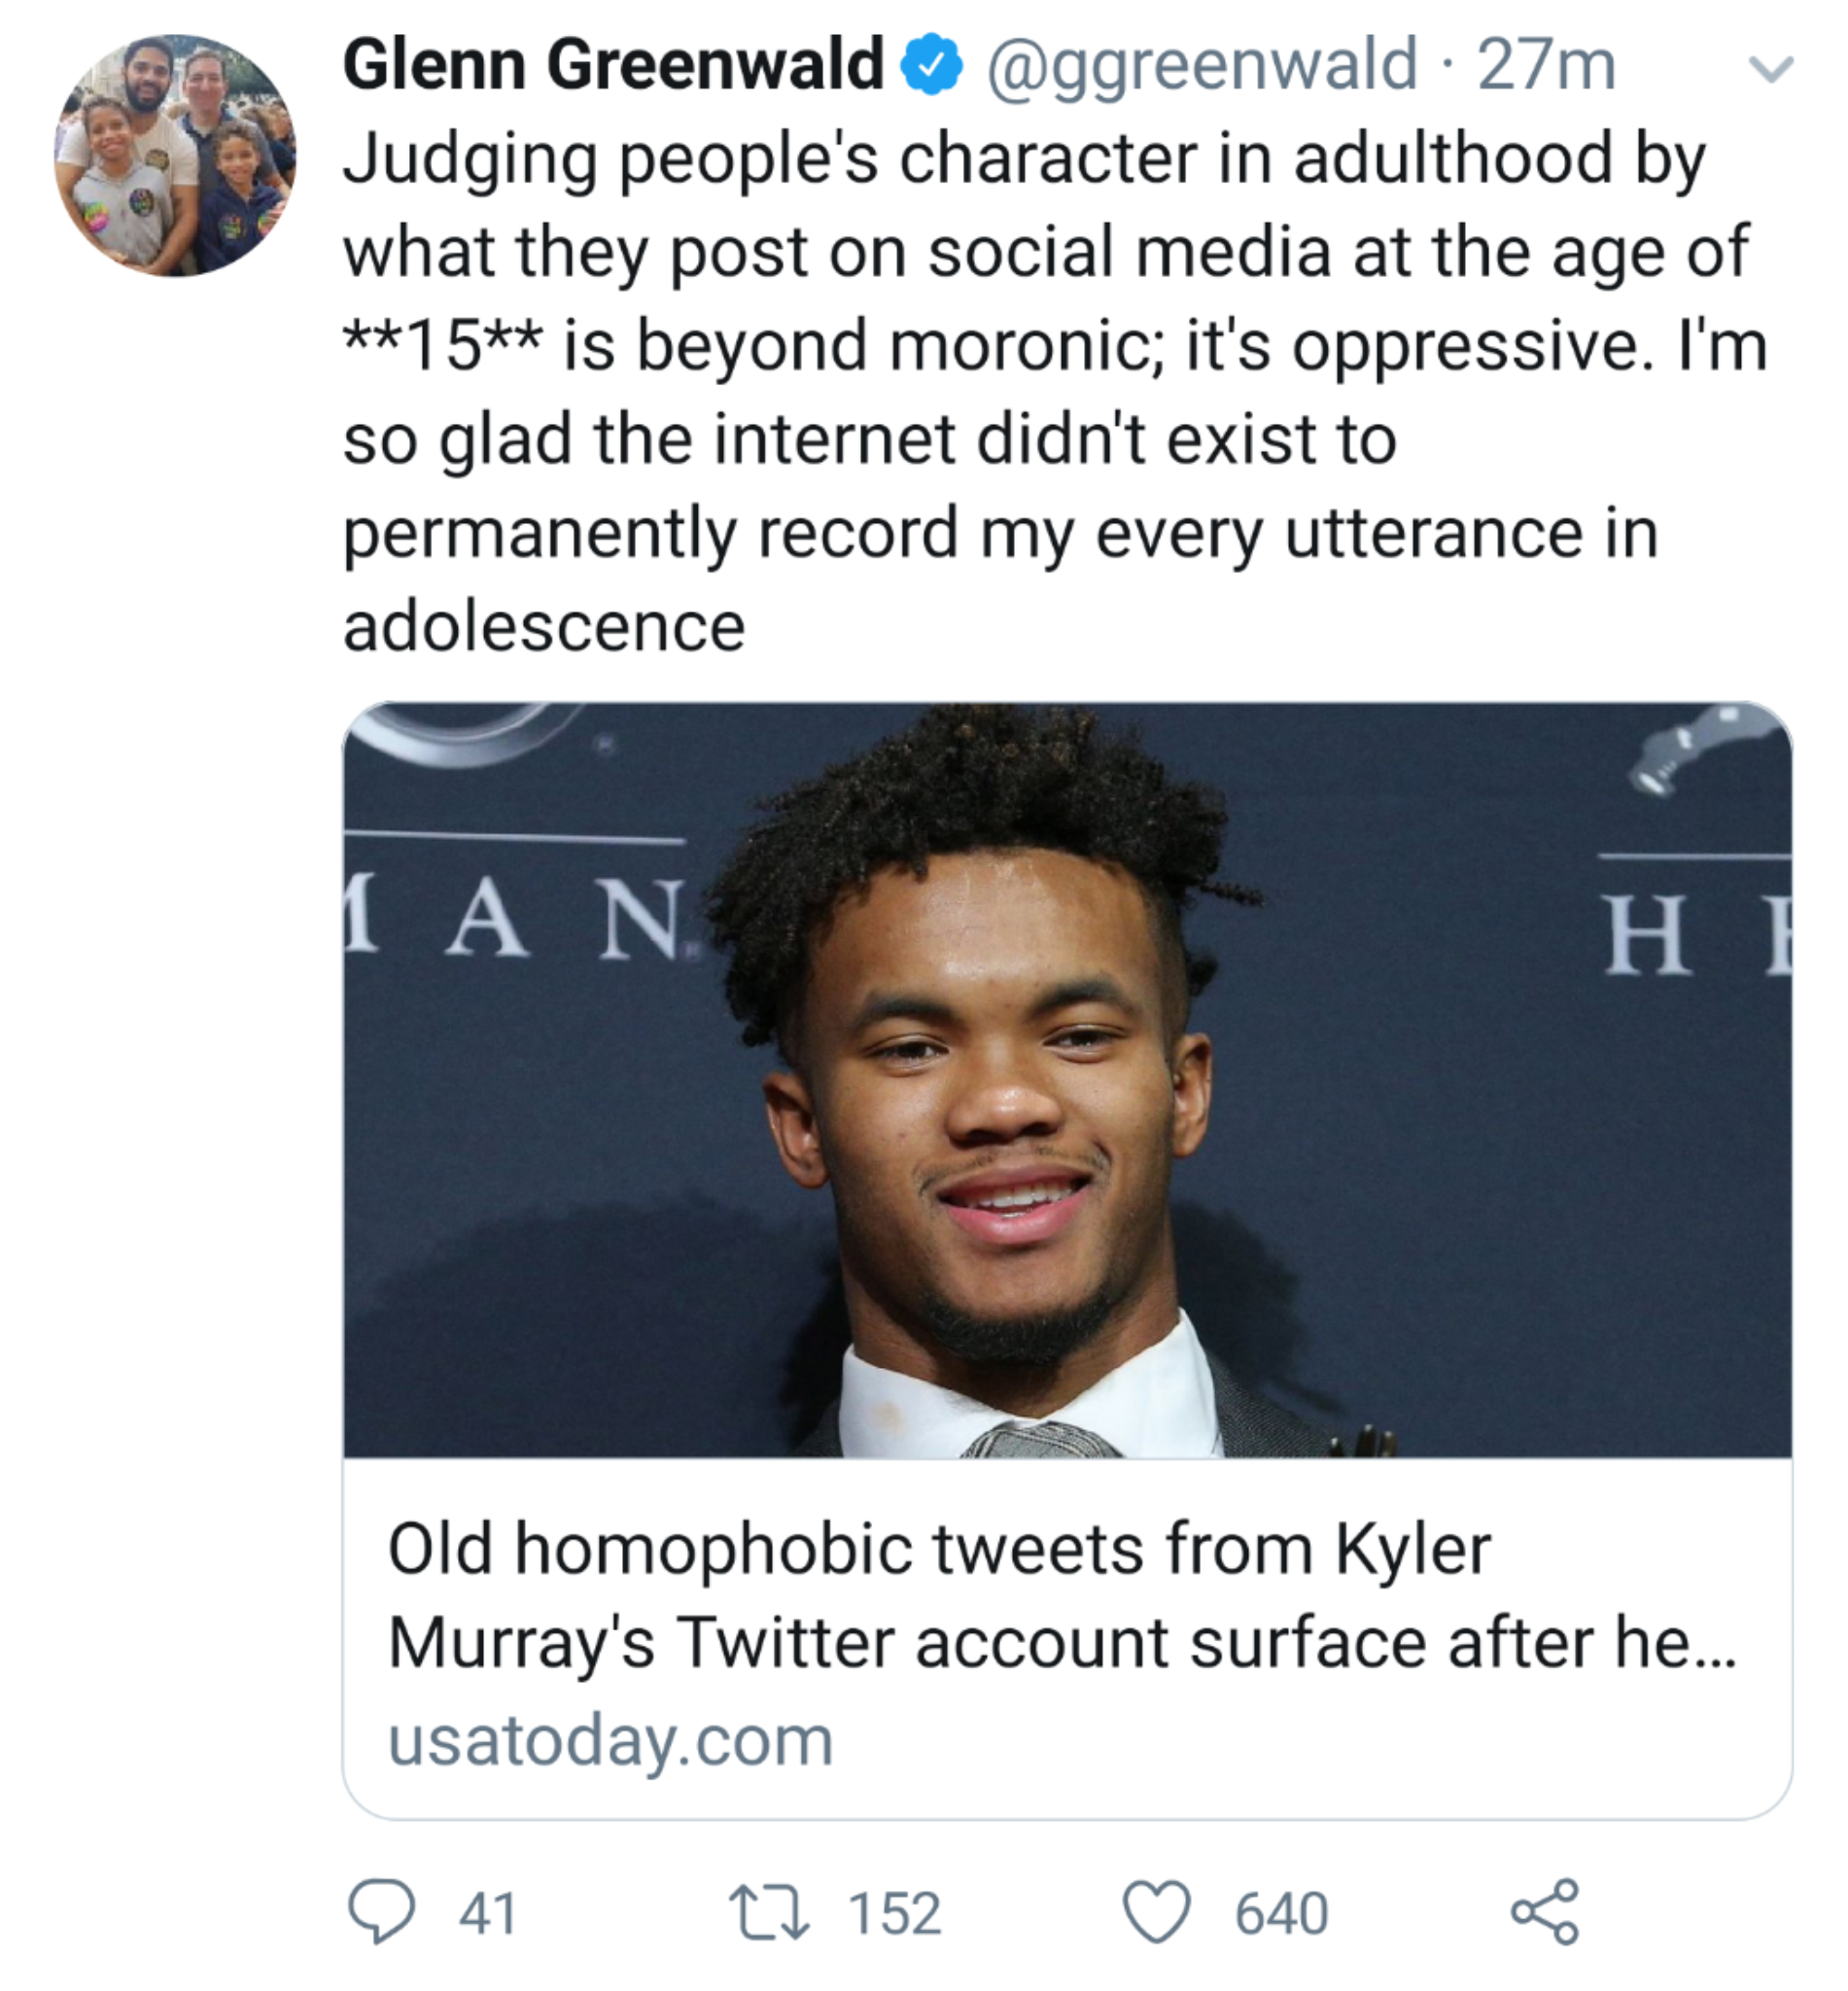 Glenn Greenwald @ggreenwald · 27m
Judging people's character in adulthood by
what they post on social media at the age of
**15** is beyond moronic; it's oppressive. I'm
so glad the internet didn't exist to
permanently record my every utterance in
adolescence
M A N
H E
Old homophobic tweets from Kyler
Murray's Twitter account surface after he…
usatoday.com
41 152 640